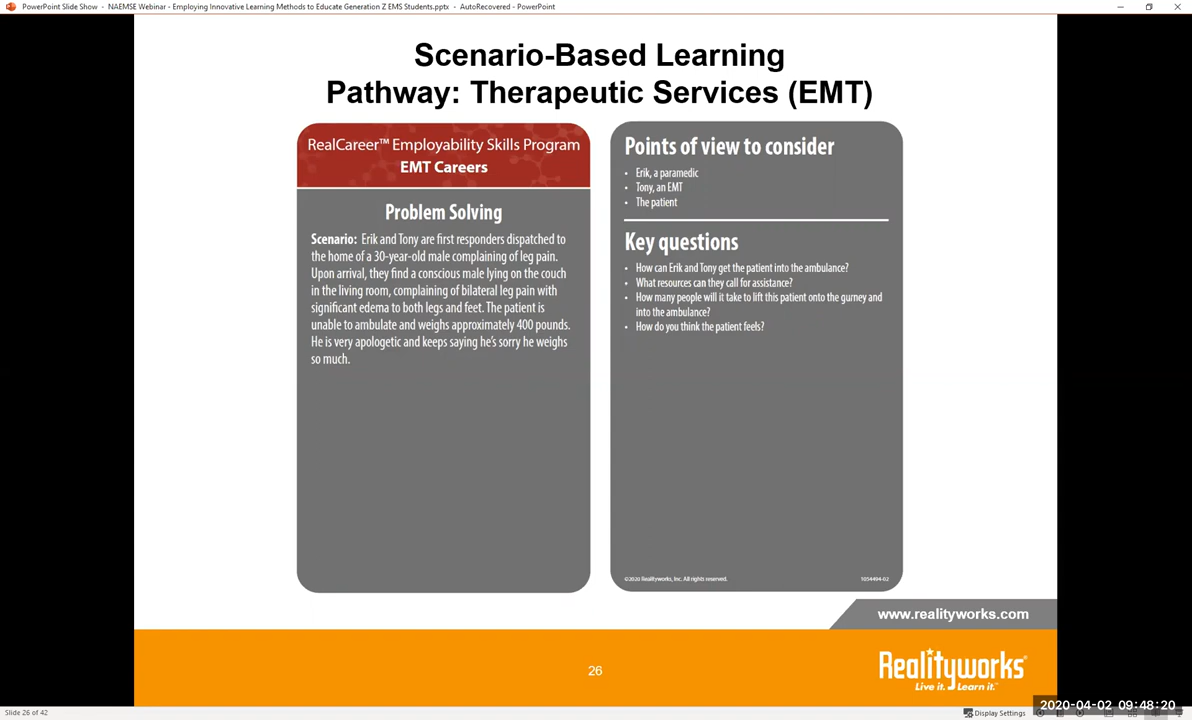 PowerPoint Slide Show - NAEMSE Webinar - Employing Innovative Learning Methods to Educate Generation Z EMS Students.pptx - AutoRecovered - PowerPoint
Scenario-Based Learning
Pathway: Therapeutic Services (EMT)
RealCareer™ Employability Skills Program
EMT Careers
Problem Solving
Scenario: Erik and Tony are first responders dispatched to
the home of a 30-year-old male complaining of leg pain.
Upon arrival, they find a conscious male lying on the couch
in the living room, complaining of bilateral leg pain with
significant edema to both legs and feet. The patient is
unable to ambulate and weighs approximately 400 pounds.
He is very apologetic and keeps saying he's sorry he weighs
so much.
Points of view to consider
• Erik, a paramedic
• Tony, an EMT
• The patient
Key questions
• How can Erik and Tony get the patient into the ambulance?
• What resources can they call for assistance?
• How many people will it take to lift this patient onto the gurney and
into the ambulance?
• How do you think the patient feels?
©2020 Realityworks, Inc. All rights reserved.
1054494-02
www.realityworks.com
26
Realityworks®
Live it. Learn it.™
Slide 26 of 42
Display Settings
2020-04-02 09:48:20